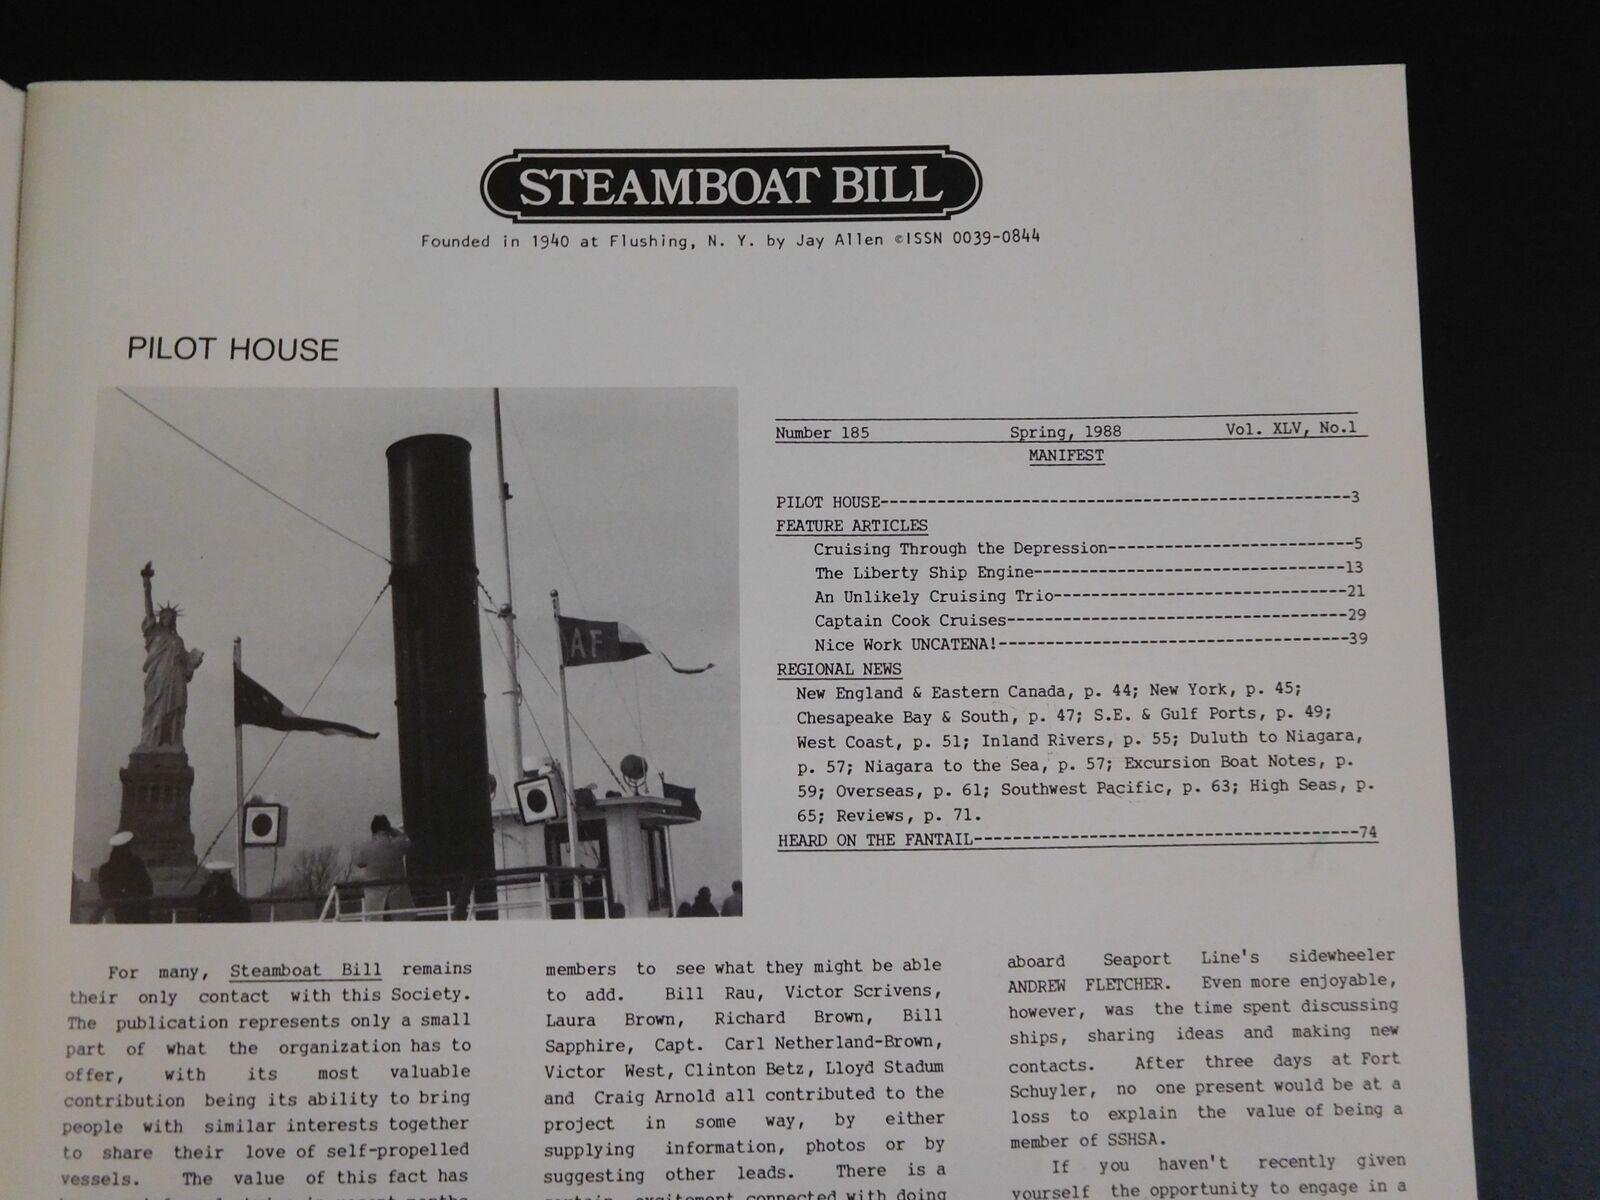 STEAMBOAT BILL
Founded in 1940 at Flushing, N. Y. by Jay Allen ©ISSN 0039-0844
PILOT HOUSE
AF
Number 185 Spring, 1988 Vol. XLV, No.1
MANIFEST
PILOT HOUSE--------------------------------------------------3
FEATURE ARTICLES
Cruising Through the Depression--------------------------5
The Liberty Ship Engine---------------------------------13
An Unlikely Cruising Trio-------------------------------21
Captain Cook Cruises------------------------------------29
Nice Work UNCATENA!-------------------------------------39
REGIONAL NEWS
New England & Eastern Canada, p. 44; New York, p. 45;
Chesapeake Bay & South, p. 47; S.E. & Gulf Ports, p. 49;
West Coast, p. 51; Inland Rivers, p. 55; Duluth to Niagara,
p. 57; Niagara to the Sea, p. 57; Excursion Boat Notes, p.
59; Overseas, p. 61; Southwest Pacific, p. 63; High Seas, p.
65; Reviews, p. 71.
HEARD ON THE FANTAIL-----------------------------------------74
For many, Steamboat Bill remains
their only contact with this Society.
The publication represents only a small
part of what the organization has to
offer, with its most valuable
contribution being its ability to bring
people with similar interests together
to share their love of self-propelled
vessels. The value of this fact has
members to see what they might be able
to add. Bill Rau, Victor Scrivens,
Laura Brown, Richard Brown, Bill
Sapphire, Capt. Carl Netherland-Brown,
Victor West, Clinton Betz, Lloyd Stadum
and Craig Arnold all contributed to the
project in some way, by either
supplying information, photos or by
suggesting other leads. There is a
certain excitement connected with doing
aboard Seaport Line's sidewheeler
ANDREW FLETCHER. Even more enjoyable,
however, was the time spent discussing
ships, sharing ideas and making new
contacts. After three days at Fort
Schuyler, no one present would be at a
loss to explain the value of being a
member of SSHSA.
If you haven't recently given
yourself the opportunity to engage in a